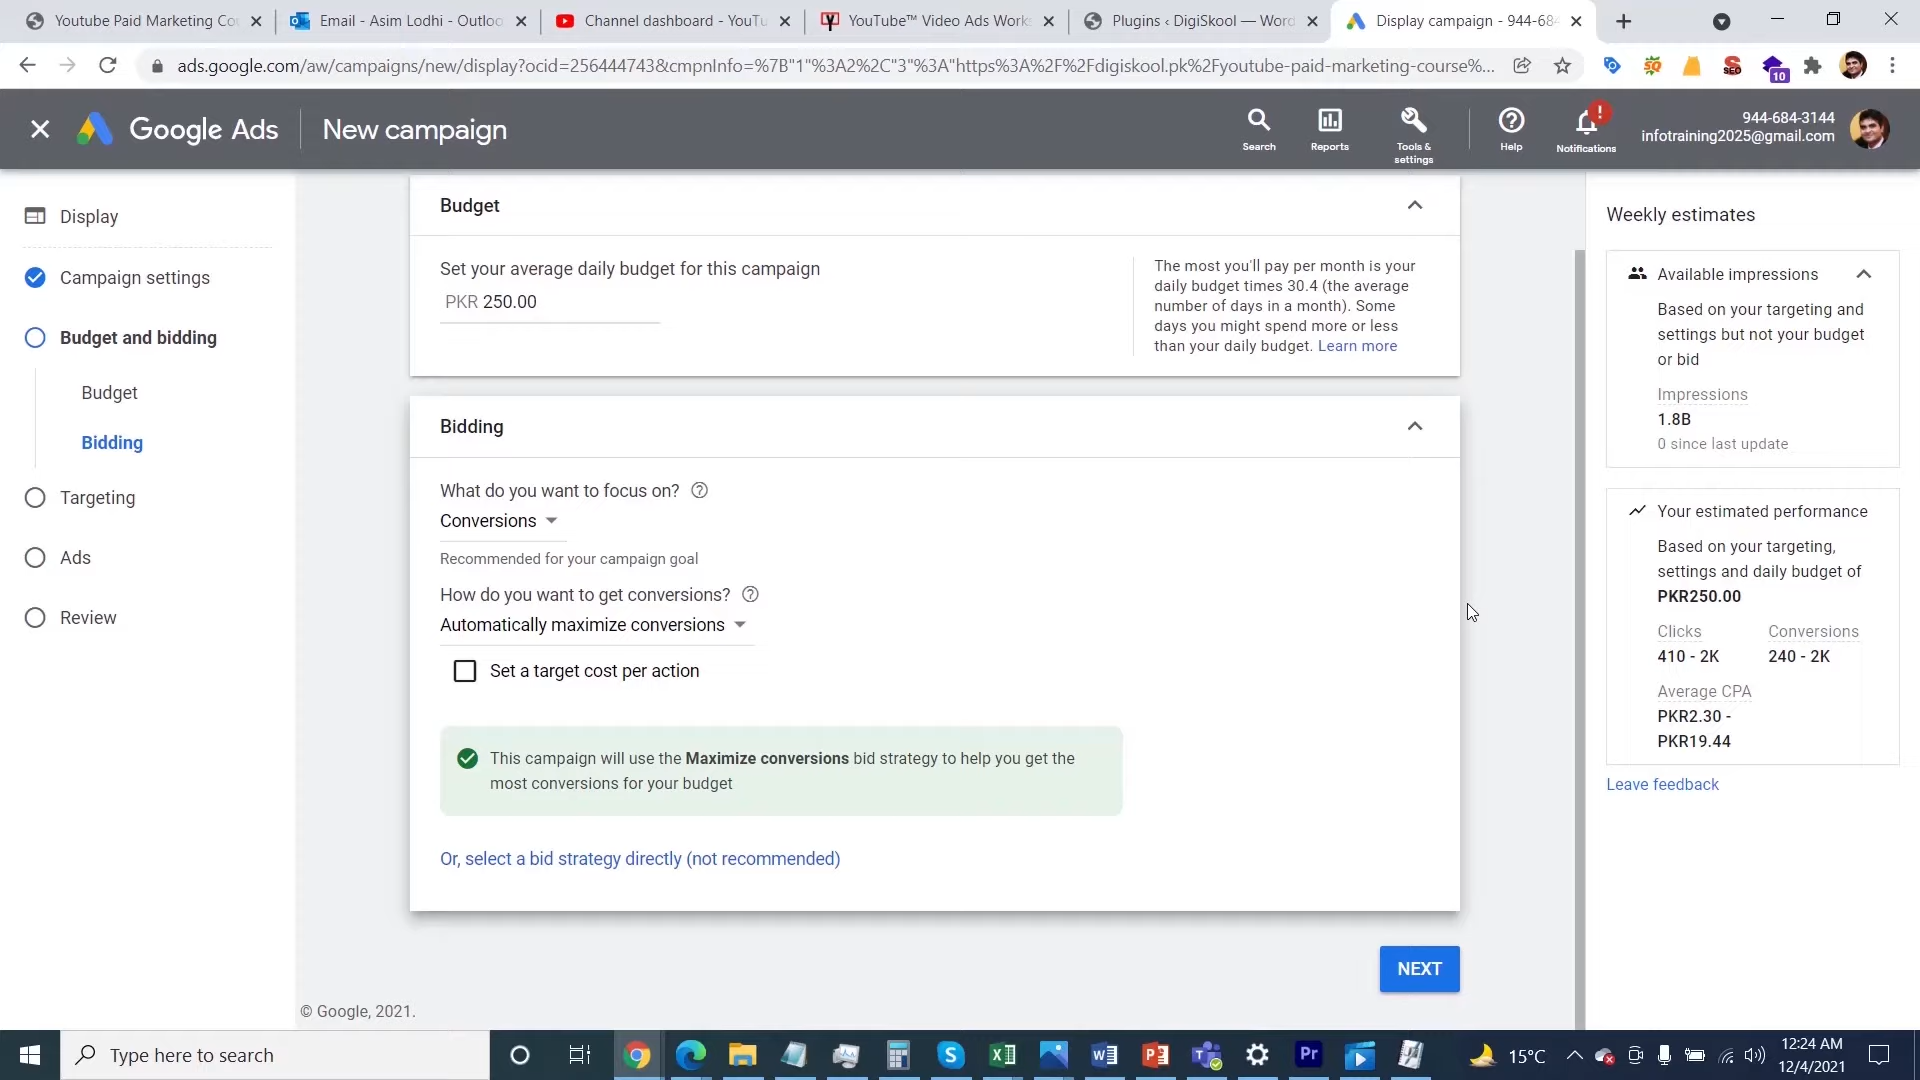 Youtube Paid Marketing Co
Email - Asim Lodhi - Outloo
Channel dashboard - YouTu
YouTube™ Video Ads Works
Plugins ‹ DigiSkool — Word
Display campaign - 944-684
ads.google.com/aw/campaigns/new/display?ocid=256444743&cmpnInfo=%7B"1"%3A2%2C"3"%3A"https%3A%2F%2Fdigiskool.pk%2Fyoutube-paid-marketing-course%...
SEO
10
Google Ads
New campaign
Search
Reports
Tools &
settings
Help
Notifications
944-684-3144
infotraining2025@gmail.com
Display
Campaign settings
Budget and bidding
Budget
Bidding
Targeting
Ads
Review
Budget
Set your average daily budget for this campaign
PKR 250.00
The most you'll pay per month is your
daily budget times 30.4 (the average
number of days in a month). Some
days you might spend more or less
than your daily budget. Learn more
Bidding
What do you want to focus on?
Conversions
Recommended for your campaign goal
How do you want to get conversions?
Automatically maximize conversions
Set a target cost per action
This campaign will use the Maximize conversions bid strategy to help you get the
most conversions for your budget
Or, select a bid strategy directly (not recommended)
NEXT
© Google, 2021.
Weekly estimates
Available impressions
Based on your targeting and
settings but not your budget
or bid
Impressions
1.8B
0 since last update
Your estimated performance
Based on your targeting,
settings and daily budget of
PKR250.00
Clicks
410 - 2K
Conversions
240 - 2K
Average CPA
PKR2.30 -
PKR19.44
Leave feedback
Type here to search
Pr
15°C
12:24 AM
12/4/2021